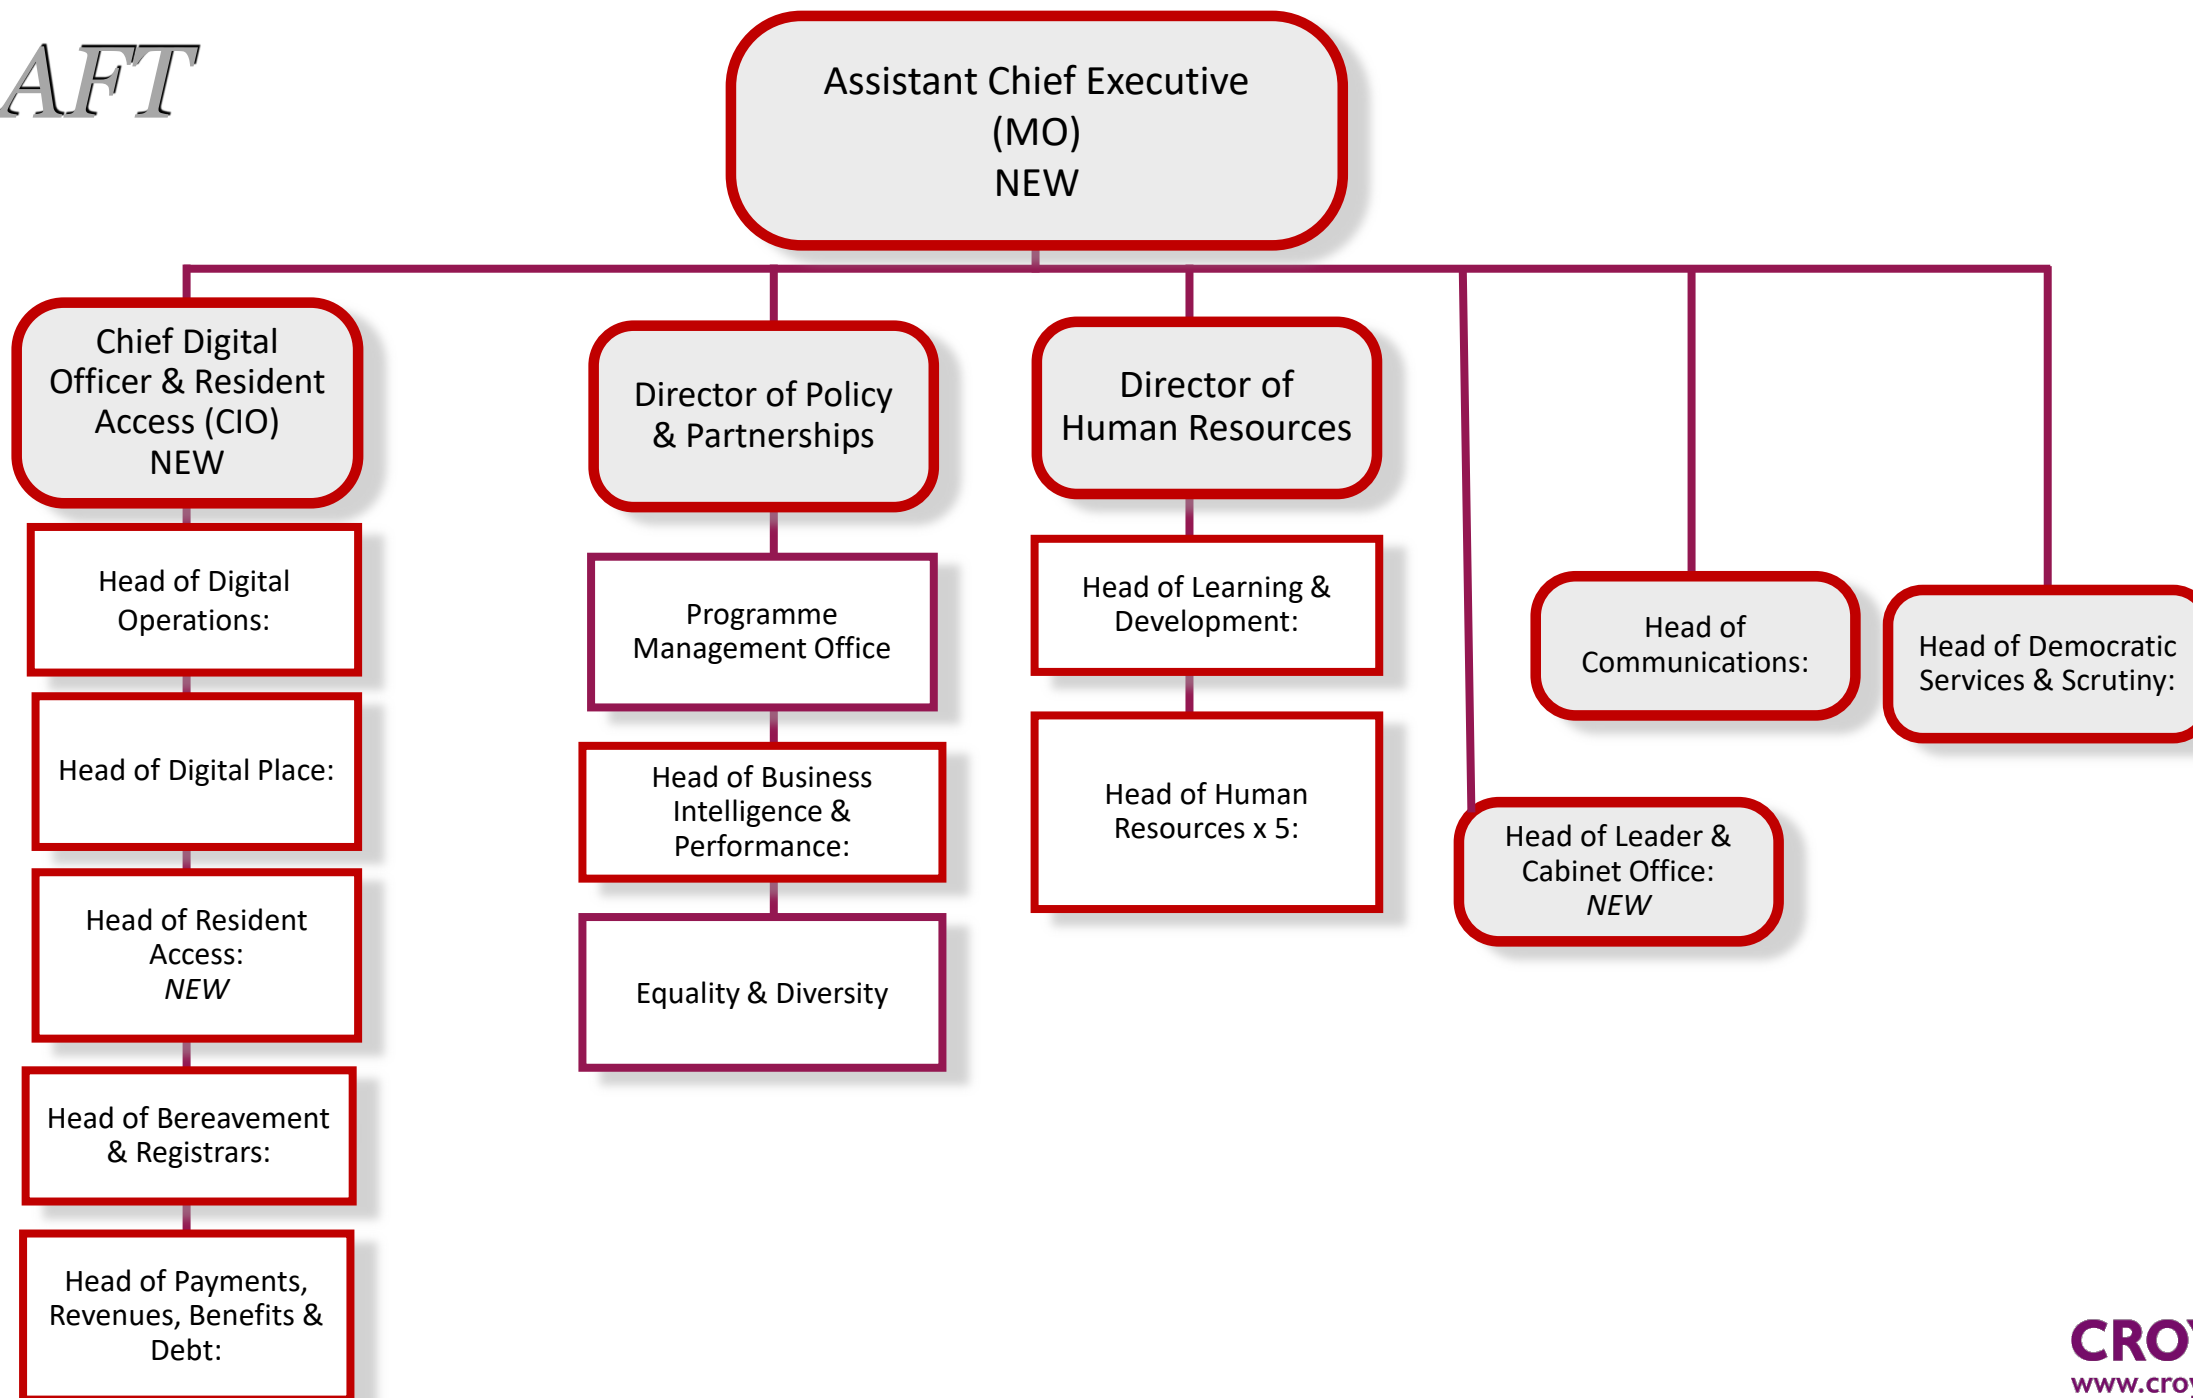 AFT
Assistant Chief Executive
(MO)
NEW
Chief Digital
Officer & Resident
Access (CIO)
NEW
Director of Policy
& Partnerships
Director of
Human Resources
Head of Digital
Operations:
Head of Digital Place:
Head of Resident
Access:
NEW
Head of Bereavement
& Registrars:
Head of Payments,
Revenues, Benefits &
Debt:
Programme
Management Office
Head of Business
Intelligence &
Performance:
Equality & Diversity
Head of Learning &
Development:
Head of Human
Resources x 5:
Head of Leader &
Cabinet Office:
NEW
Head of
Communications:
Head of Democratic
Services & Scrutiny:
CROY
www.croy